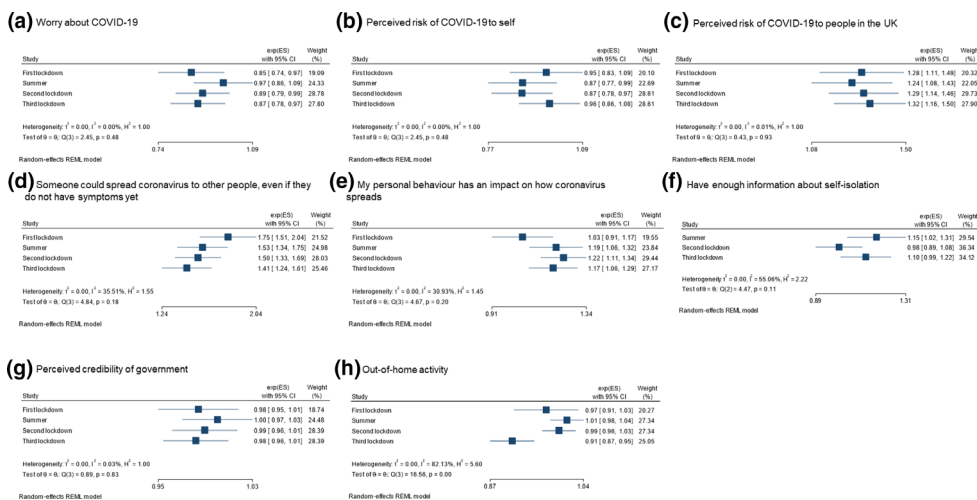 (a) Worry about COVID-19
exp(ES) Weight
Study with 95% CI (%)
First lockdown 0.85 [ 0.74, 0.97] 19.09
Summer 0.97 [ 0.86, 1.09] 24.33
Second lockdown 0.89 [ 0.79, 0.99] 28.78
Third lockdown 0.87 [ 0.78, 0.97] 27.80
Heterogeneity: τ² = 0.00, I² = 0.00%, H² = 1.00
Test of θ = θ: Q(3) = 2.45, p = 0.48
0.74 1.09
Random-effects REML model
(b) Perceived risk of COVID-19 to self
exp(ES) Weight
Study with 95% CI (%)
First lockdown 0.95 [ 0.83, 1.09] 20.10
Summer 0.87 [ 0.77, 0.99] 22.69
Second lockdown 0.87 [ 0.78, 0.97] 28.61
Third lockdown 0.96 [ 0.86, 1.08] 28.61
Heterogeneity: τ² = 0.00, I² = 0.00%, H² = 1.00
Test of θ = θ: Q(3) = 2.45, p = 0.48
0.77 1.09
Random-effects REML model
(c) Perceived risk of COVID-19 to people in the UK
exp(ES) Weight
Study with 95% CI (%)
First lockdown 1.28 [ 1.11, 1.49] 20.32
Summer 1.24 [ 1.08, 1.43] 22.05
Second lockdown 1.29 [ 1.14, 1.46] 29.73
Third lockdown 1.32 [ 1.16, 1.50] 27.90
Heterogeneity: τ² = 0.00, I² = 0.01%, H² = 1.00
Test of θ = θ: Q(3) = 0.43, p = 0.93
1.08 1.50
Random-effects REML model
(d) Someone could spread coronavirus to other people, even if they
do not have symptoms yet
exp(ES) Weight
Study with 95% CI (%)
First lockdown 1.75 [ 1.51, 2.04] 21.52
Summer 1.53 [ 1.34, 1.75] 24.98
Second lockdown 1.50 [ 1.33, 1.69] 28.03
Third lockdown 1.41 [ 1.24, 1.61] 25.46
Heterogeneity: τ² = 0.00, I² = 35.51%, H² = 1.55
Test of θ = θ: Q(3) = 4.84, p = 0.18
1.24 2.04
Random-effects REML model
(e) My personal behaviour has an impact on how coronavirus
spreads
exp(ES) Weight
Study with 95% CI (%)
First lockdown 1.03 [ 0.91, 1.17] 19.55
Summer 1.19 [ 1.06, 1.32] 23.84
Second lockdown 1.22 [ 1.11, 1.34] 29.44
Third lockdown 1.17 [ 1.06, 1.29] 27.17
Heterogeneity: τ² = 0.00, I² = 30.93%, H² = 1.45
Test of θ = θ: Q(3) = 4.67, p = 0.20
0.91 1.34
Random-effects REML model
(f) Have enough information about self-isolation
exp(ES) Weight
Study with 95% CI (%)
Summer 1.15 [ 1.02, 1.31] 29.54
Second lockdown 0.98 [ 0.89, 1.08] 36.34
Third lockdown 1.10 [ 0.99, 1.22] 34.12
Heterogeneity: τ² = 0.00, I² = 55.06%, H² = 2.22
Test of θ = θ: Q(2) = 4.47, p = 0.11
0.89 1.31
Random-effects REML model
(g) Perceived credibility of government
exp(ES) Weight
Study with 95% CI (%)
First lockdown 0.98 [ 0.95, 1.01] 18.74
Summer 1.00 [ 0.97, 1.03] 24.48
Second lockdown 0.99 [ 0.96, 1.01] 28.39
Third lockdown 0.98 [ 0.96, 1.01] 28.39
Heterogeneity: τ² = 0.00, I² = 0.03%, H² = 1.00
Test of θ = θ: Q(3) = 0.89, p = 0.83
0.95 1.03
Random-effects REML model
(h) Out-of-home activity
exp(ES) Weight
Study with 95% CI (%)
First lockdown 0.97 [ 0.91, 1.03] 20.27
Summer 1.01 [ 0.98, 1.04] 27.34
Second lockdown 0.99 [ 0.98, 1.03] 27.34
Third lockdown 0.91 [ 0.87, 0.95] 25.05
Heterogeneity: τ² = 0.00, I² = 82.13%, H² = 5.60
Test of θ = θ: Q(3) = 16.56, p = 0.00
0.87 1.04
Random-effects REML model